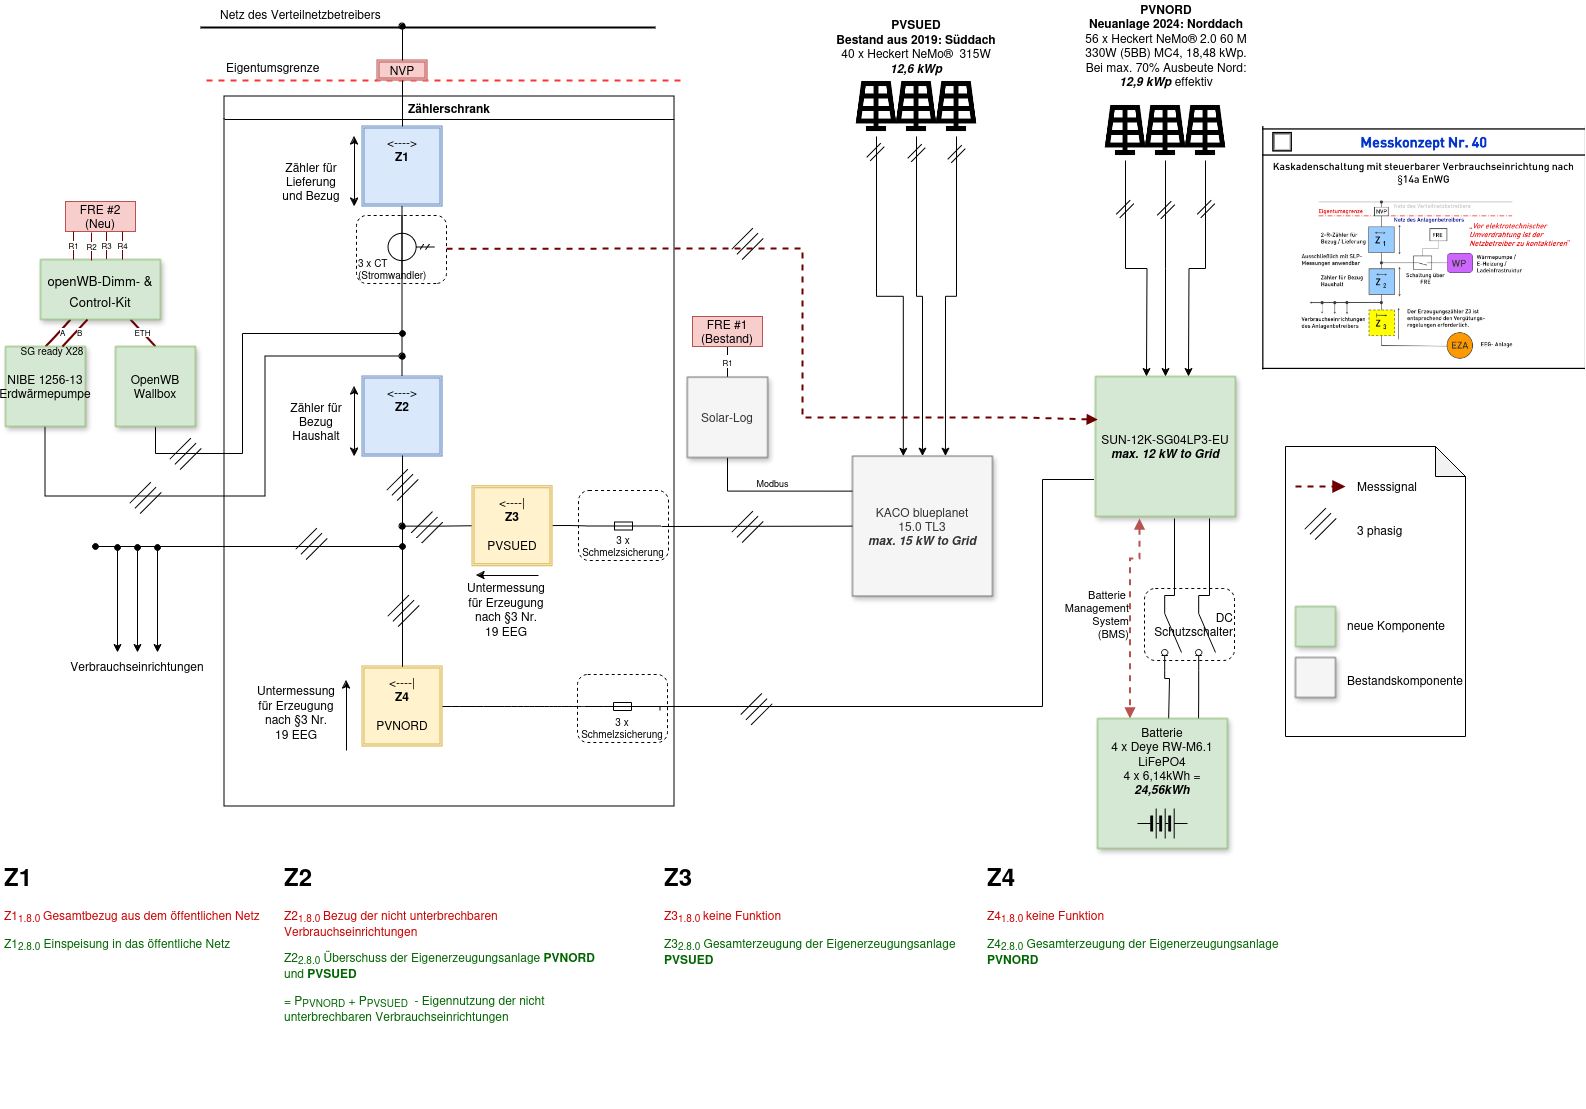 Netz des Verteilnetzbetreibers
Eigentumsgrenze
NVP
Zählerschrank
<---->
Z1
Zähler für
Lieferung
und Bezug
3 x CT
(Stromwandler)
FRE #2
(Neu)
R1
R2
R3
R4
openWB-Dimm- &
Control-Kit
A
B
ETH
SG ready X28
NIBE 1256-13
Erdwärmepumpe
OpenWB
Wallbox
<---->
Z2
Zähler für
Bezug
Haushalt
<----|
Z3
PVSUED
Untermessung
für Erzeugung
nach §3 Nr.
19 EEG
3 x
Schmelzsicherung
Verbrauchseinrichtungen
<----|
Z4
PVNORD
Untermessung
für Erzeugung
nach §3 Nr.
19 EEG
3 x
Schmelzsicherung
FRE #1
(Bestand)
R1
Solar-Log
Modbus
PVSUED
Bestand aus 2019: Süddach
40 x Heckert NeMo® 315W
12,6 kWp
KACO blueplanet
15.0 TL3
max. 15 kW to Grid
PVNORD
Neuanlage 2024: Norddach
56 x Heckert NeMo® 2.0 60 M
330W (5BB) MC4, 18,48 kWp.
Bei max. 70% Ausbeute Nord:
12,9 kWp effektiv
SUN-12K-SG04LP3-EU
max. 12 kW to Grid
Batterie
Management
System
(BMS)
DC
Schutzschalter
Batterie
4 x Deye RW-M6.1
LiFePO4
4 x 6,14kWh =
24,56kWh
Messkonzept Nr. 40
Kaskadenschaltung mit steuerbarer Verbrauchseinrichtung nach
§14a EnWG
Netz des Verteilnetzbetreibers
Eigentumsgrenze
NVP
Netz des Anlagenbetreibers
2-R-Zähler für
Bezug / Lieferung
Z 1
FRE
„Vor elektrotechnischer
Umverdrahtung ist der
Netzbetreiber zu kontaktieren"
Ausschließlich mit SLP-
Messungen anwendbar
WP
Wärmepumpe /
E-Heizung /
Ladeinfrastruktur
Schaltung über
FRE
Zähler für Bezug
Haushalt
Z 2
Verbrauchseinrichtungen
des Anlagenbetreibers
Z 3
Der Erzeugungszähler Z3 ist
entsprechend den Vergütungs-
regelungen erforderlich.
EZA
EEG- Anlage
Messsignal
3 phasig
neue Komponente
Bestandskomponente
Z1
Z1 1.8.0 Gesamtbezug aus dem öffentlichen Netz
Z1 2.8.0 Einspeisung in das öffentliche Netz
Z2
Z2 1.8.0 Bezug der nicht unterbrechbaren
Verbrauchseinrichtungen
Z2 2.8.0 Überschuss der Eigenerzeugungsanlage PVNORD
und PVSUED
= P PVNORD + P PVSUED - Eigennutzung der nicht
unterbrechbaren Verbrauchseinrichtungen
Z3
Z3 1.8.0 keine Funktion
Z3 2.8.0 Gesamterzeugung der Eigenerzeugungsanlage
PVSUED
Z4
Z4 1.8.0 keine Funktion
Z4 2.8.0 Gesamterzeugung der Eigenerzeugungsanlage
PVNORD